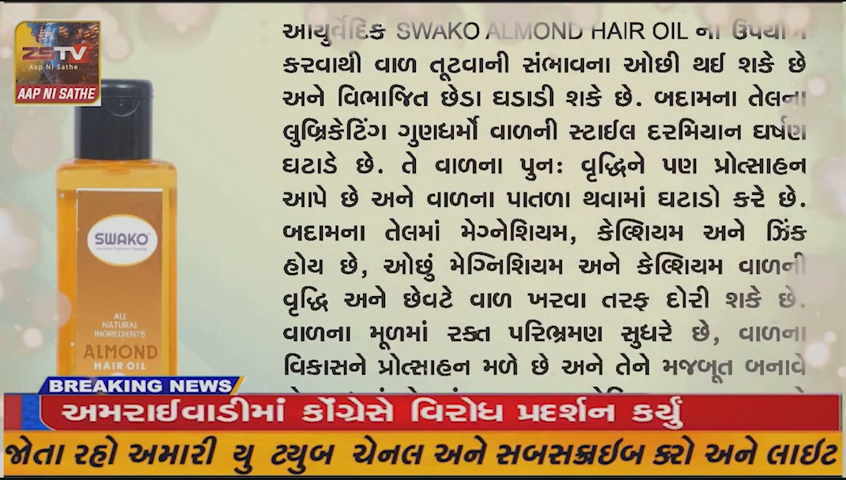 ZSTV
Aap Ni Sathe
AAP NI SATHE
આયુર્વેદિક SWAKO ALMOND HAIR OIL ના ઉપયોગ
કરવાથી વાળ તૂટવાની સંભાવના ઓછી થઈ શકે છે
અને વિભાજિત છેડા ઘડાડી શકે છે. બદામના તેલના
લુબ્રિકેટિંગ ગુણધર્મો વાળની સ્ટાઈલ દરમિયાન ઘર્ષણ
ઘટાડે છે. તે વાળના પુનઃ વૃદ્ધિને પણ પ્રોત્સાહન
આપે છે અને વાળના પાતળા થવામાં ઘટાડો કરે છે.
બદામના તેલમાં મેગ્નેશિયમ, કેલ્શિયમ અને ઝિંક
હોય છે, ઓછું મેગ્નિશિયમ અને કેલ્શિયમ વાળની
વૃદ્ધિ અને છેવટે વાળ ખરવા તરફ દોરી શકે છે.
વાળના મૂળમાં રક્ત પરિભ્રમણ સુધરે છે, વાળના
વિકાસને પ્રોત્સાહન મળે છે અને તેને મજબૂત બનાવે
SWAKO
ALL
NATURAL
INGREDIENTS
ALMOND
HAIR OIL
BREAKING NEWS
અમરાઈવાડીમાં કોંગ્રેસે વિરોધ પ્રદર્શન કર્યું
જોતા રહો અમારી યુ ટ્યુબ ચેનલ અને સબસક્રાઇબ કરો અને લાઈટ